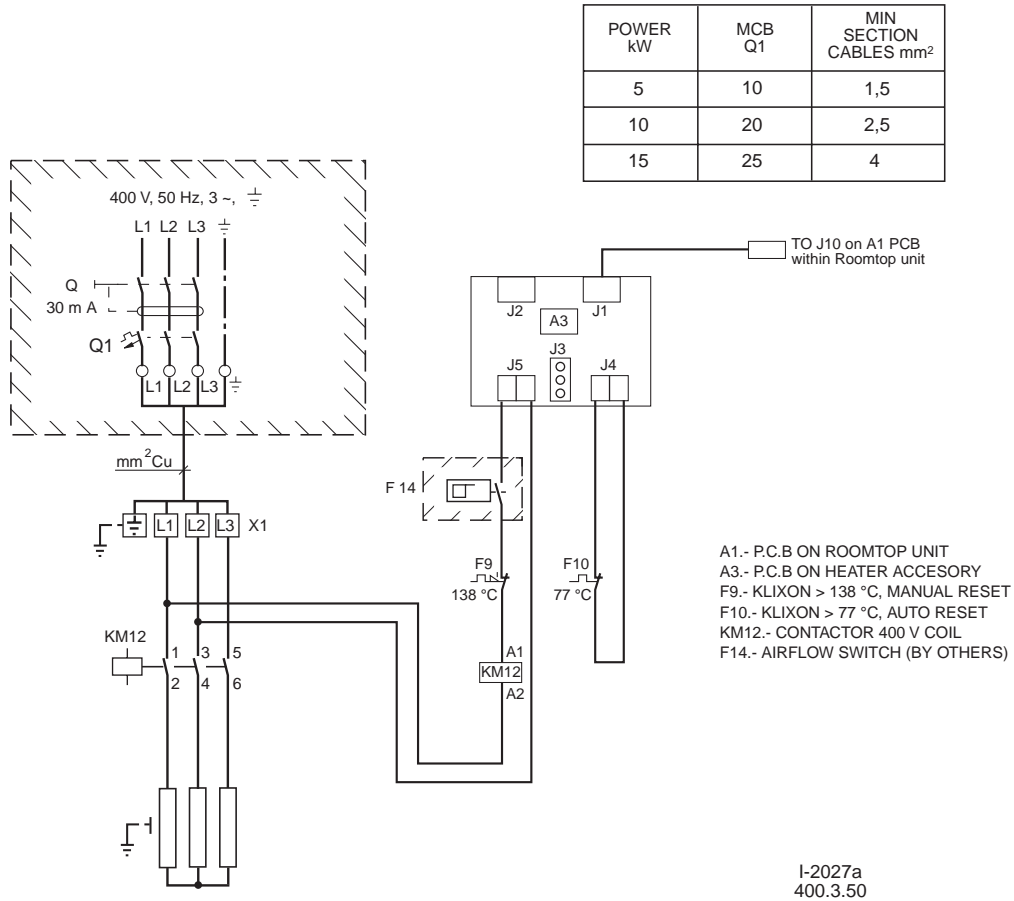 POWER kW
MCB Q1
MIN SECTION CABLES mm²
5 10 1,5
10 20 2,5
15 25 4
400 V, 50 Hz, 3 ~,
L1 L2 L3
Q
30 m A
Q1
L1 L2 L3
mm²Cu
L1 L2 L3 X1
KM12
1 3 5
2 4 6
TO J10 on A1 PCB
within Roomtop unit
J2 J1
A3
J3
J5 J4
F 14
F9
138 °C
F10
77 °C
A1
KM12
A2
A1.- P.C.B ON ROOMTOP UNIT
A3.- P.C.B ON HEATER ACCESORY
F9.- KLIXON > 138 °C, MANUAL RESET
F10.- KLIXON > 77 °C, AUTO RESET
KM12.- CONTACTOR 400 V COIL
F14.- AIRFLOW SWITCH (BY OTHERS)
I-2027a
400.3.50